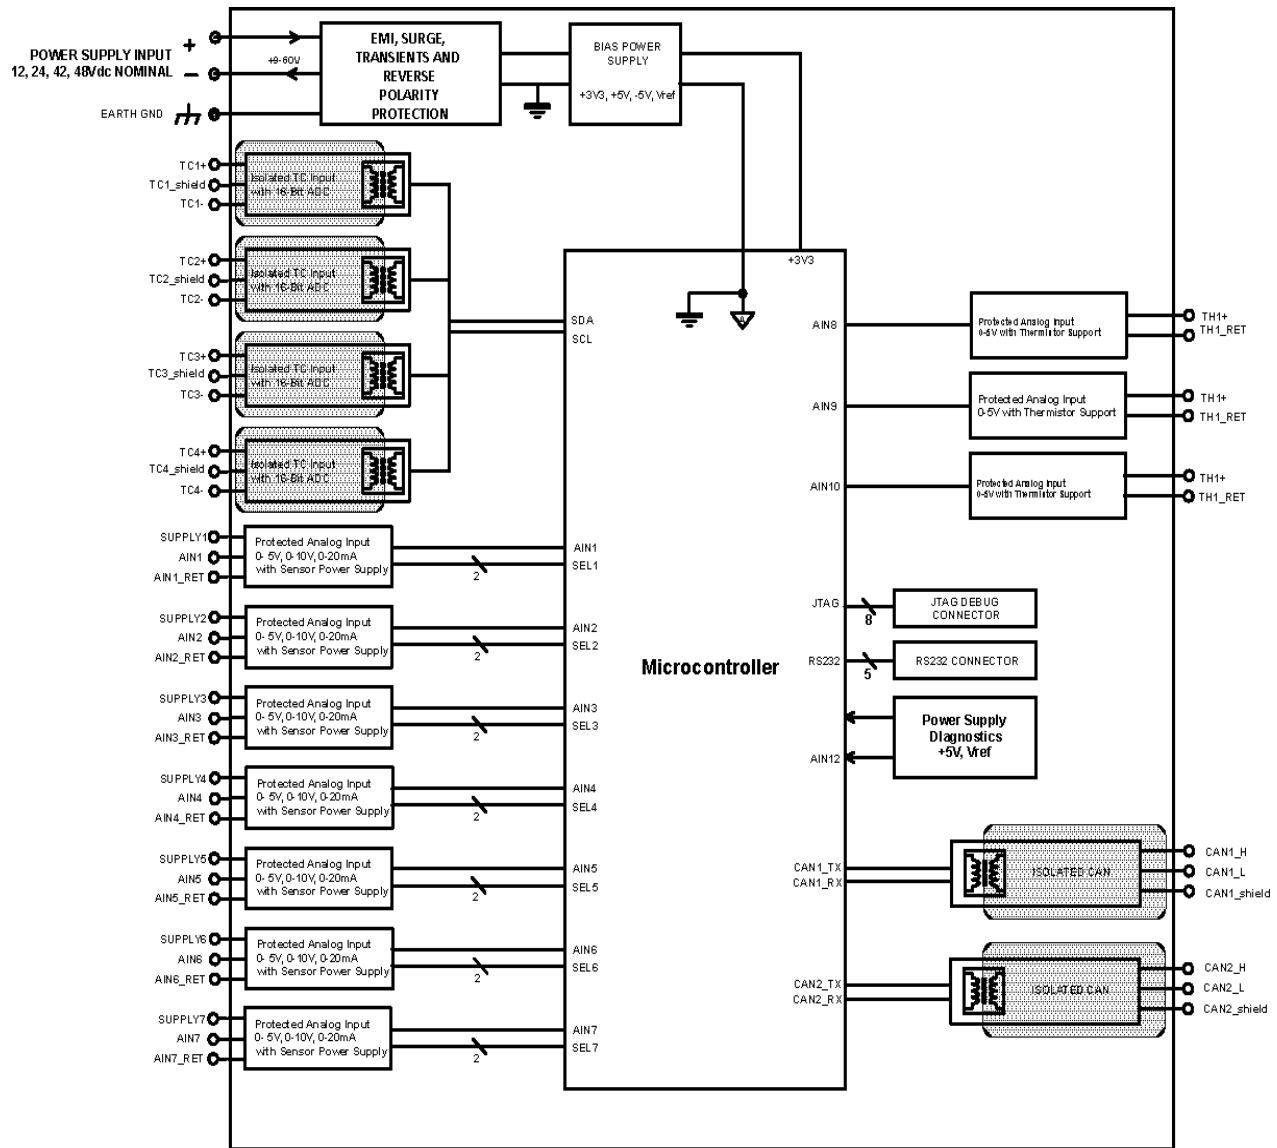 POWER SUPPLY INPUT
12, 24, 42, 48Vdc NOMINAL
+
−
+9-60V
EARTH GND
EMI, SURGE,
TRANSIENTS AND
REVERSE
POLARITY
PROTECTION
BIAS POWER
SUPPLY
+3V3, +5V, -5V, Vref
TC1+
TC1_shield
TC1-
Isolated TC Input
with 16-Bit ADC
TC2+
TC2_shield
TC2-
Isolated TC Input
with 16-Bit ADC
TC3+
TC3_shield
TC3-
Isolated TC Input
with 16-Bit ADC
TC4+
TC4_shield
TC4-
Isolated TC Input
with 16-Bit ADC
SUPPLY1
AIN1
AIN1_RET
Protected Analog Input
0- 5V, 0-10V, 0-20mA
with Sensor Power Supply
2
SUPPLY2
AIN2
AIN2_RET
Protected Analog Input
0- 5V, 0-10V, 0-20mA
with Sensor Power Supply
2
SUPPLY3
AIN3
AIN3_RET
Protected Analog Input
0- 5V, 0-10V, 0-20mA
with Sensor Power Supply
2
SUPPLY4
AIN4
AIN4_RET
Protected Analog Input
0- 5V, 0-10V, 0-20mA
with Sensor Power Supply
2
SUPPLY5
AIN5
AIN5_RET
Protected Analog Input
0- 5V, 0-10V, 0-20mA
with Sensor Power Supply
2
SUPPLY6
AIN6
AIN6_RET
Protected Analog Input
0- 5V, 0-10V, 0-20mA
with Sensor Power Supply
2
SUPPLY7
AIN7
AIN7_RET
Protected Analog Input
0- 5V, 0-10V, 0-20mA
with Sensor Power Supply
2
+3V3
A
SDA
SCL
AIN1
SEL1
AIN2
SEL2
AIN3
SEL3
AIN4
SEL4
AIN5
SEL5
AIN6
SEL6
AIN7
SEL7
Microcontroller
AIN8
AIN9
AIN10
JTAG
RS232
AIN12
CAN1_TX
CAN1_RX
CAN2_TX
CAN2_RX
Protected Analog Input
0-5V with Thermistor Support
TH1+
TH1_RET
Protected Analog Input
0-5V with Thermistor Support
TH1+
TH1_RET
Protected Analog Input
0-5V with Thermistor Support
TH1+
TH1_RET
8
JTAG DEBUG
CONNECTOR
5
RS232 CONNECTOR
Power Supply
Diagnostics
+5V, Vref
ISOLATED CAN
CAN1_H
CAN1_L
CAN1_shield
ISOLATED CAN
CAN2_H
CAN2_L
CAN2_shield